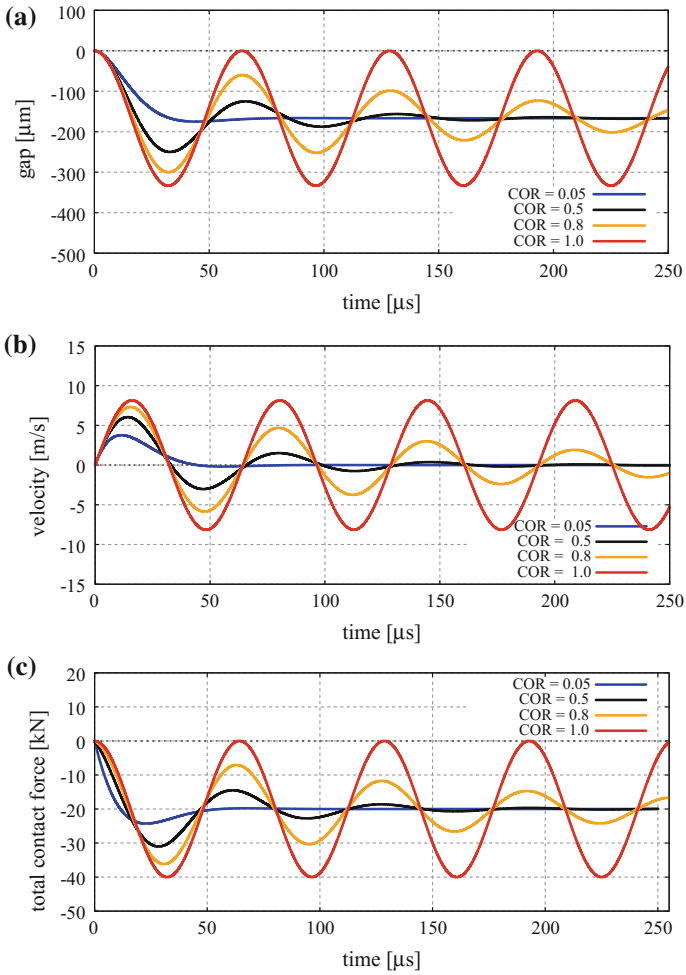 (a)
100
0
-100
-200
-300
-400
-500
gap [µm]
COR = 0.05
COR = 0.5
COR = 0.8
COR = 1.0
0 50 100 150 200 250
time [µs]
(b)
15
10
5
0
-5
-10
-15
velocity [m/s]
COR = 0.05
COR = 0.5
COR = 0.8
COR = 1.0
0 50 100 150 200 250
time [µs]
(c)
20
10
0
-10
-20
-30
-40
-50
total contact force [kN]
COR = 0.05
COR = 0.5
COR = 0.8
COR = 1.0
0 50 100 150 200 250
time [µs]